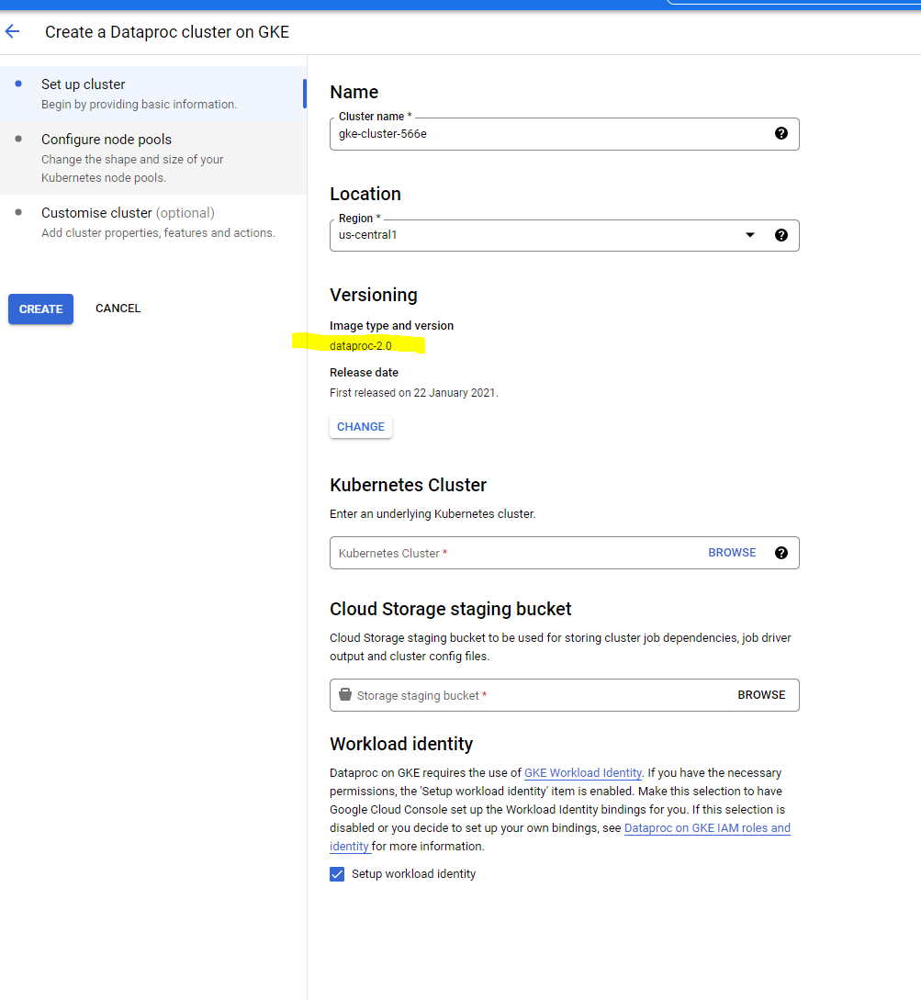 Create a Dataproc cluster on GKE
Set up cluster
Begin by providing basic information.
Configure node pools
Change the shape and size of your
Kubernetes node pools.
Customise cluster (optional)
Add cluster properties, features and actions.
CREATE
CANCEL
Name
Cluster name *
gke-cluster-566e
Location
Region *
us-central1
Versioning
Image type and version
dataproc-2.0
Release date
First released on 22 January 2021.
CHANGE
Kubernetes Cluster
Enter an underlying Kubernetes cluster.
Kubernetes Cluster * BROWSE
Cloud Storage staging bucket
Cloud Storage staging bucket to be used for storing cluster job dependencies, job driver
output and cluster config files.
Storage staging bucket * BROWSE
Workload identity
Dataproc on GKE requires the use of GKE Workload Identity. If you have the necessary
permissions, the 'Setup workload identity' item is enabled. Make this selection to have
Google Cloud Console set up the Workload Identity bindings for you. If this selection is
disabled or you decide to set up your own bindings, see Dataproc on GKE IAM roles and
identity for more information.
Setup workload identity